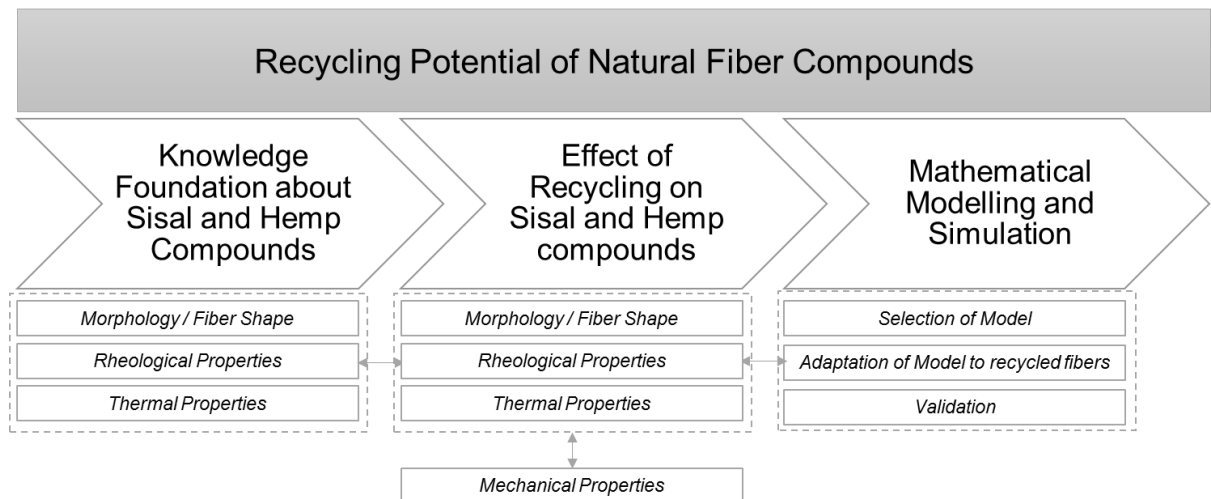 Recycling Potential of Natural Fiber Compounds
Knowledge
Foundation about
Sisal and Hemp
Compounds
Effect of
Recycling on
Sisal and Hemp
compounds
Mathematical
Modelling and
Simulation
Morphology / Fiber Shape
Rheological Properties
Thermal Properties
Morphology / Fiber Shape
Rheological Properties
Thermal Properties
Mechanical Properties
Selection of Model
Adaptation of Model to recycled fibers
Validation